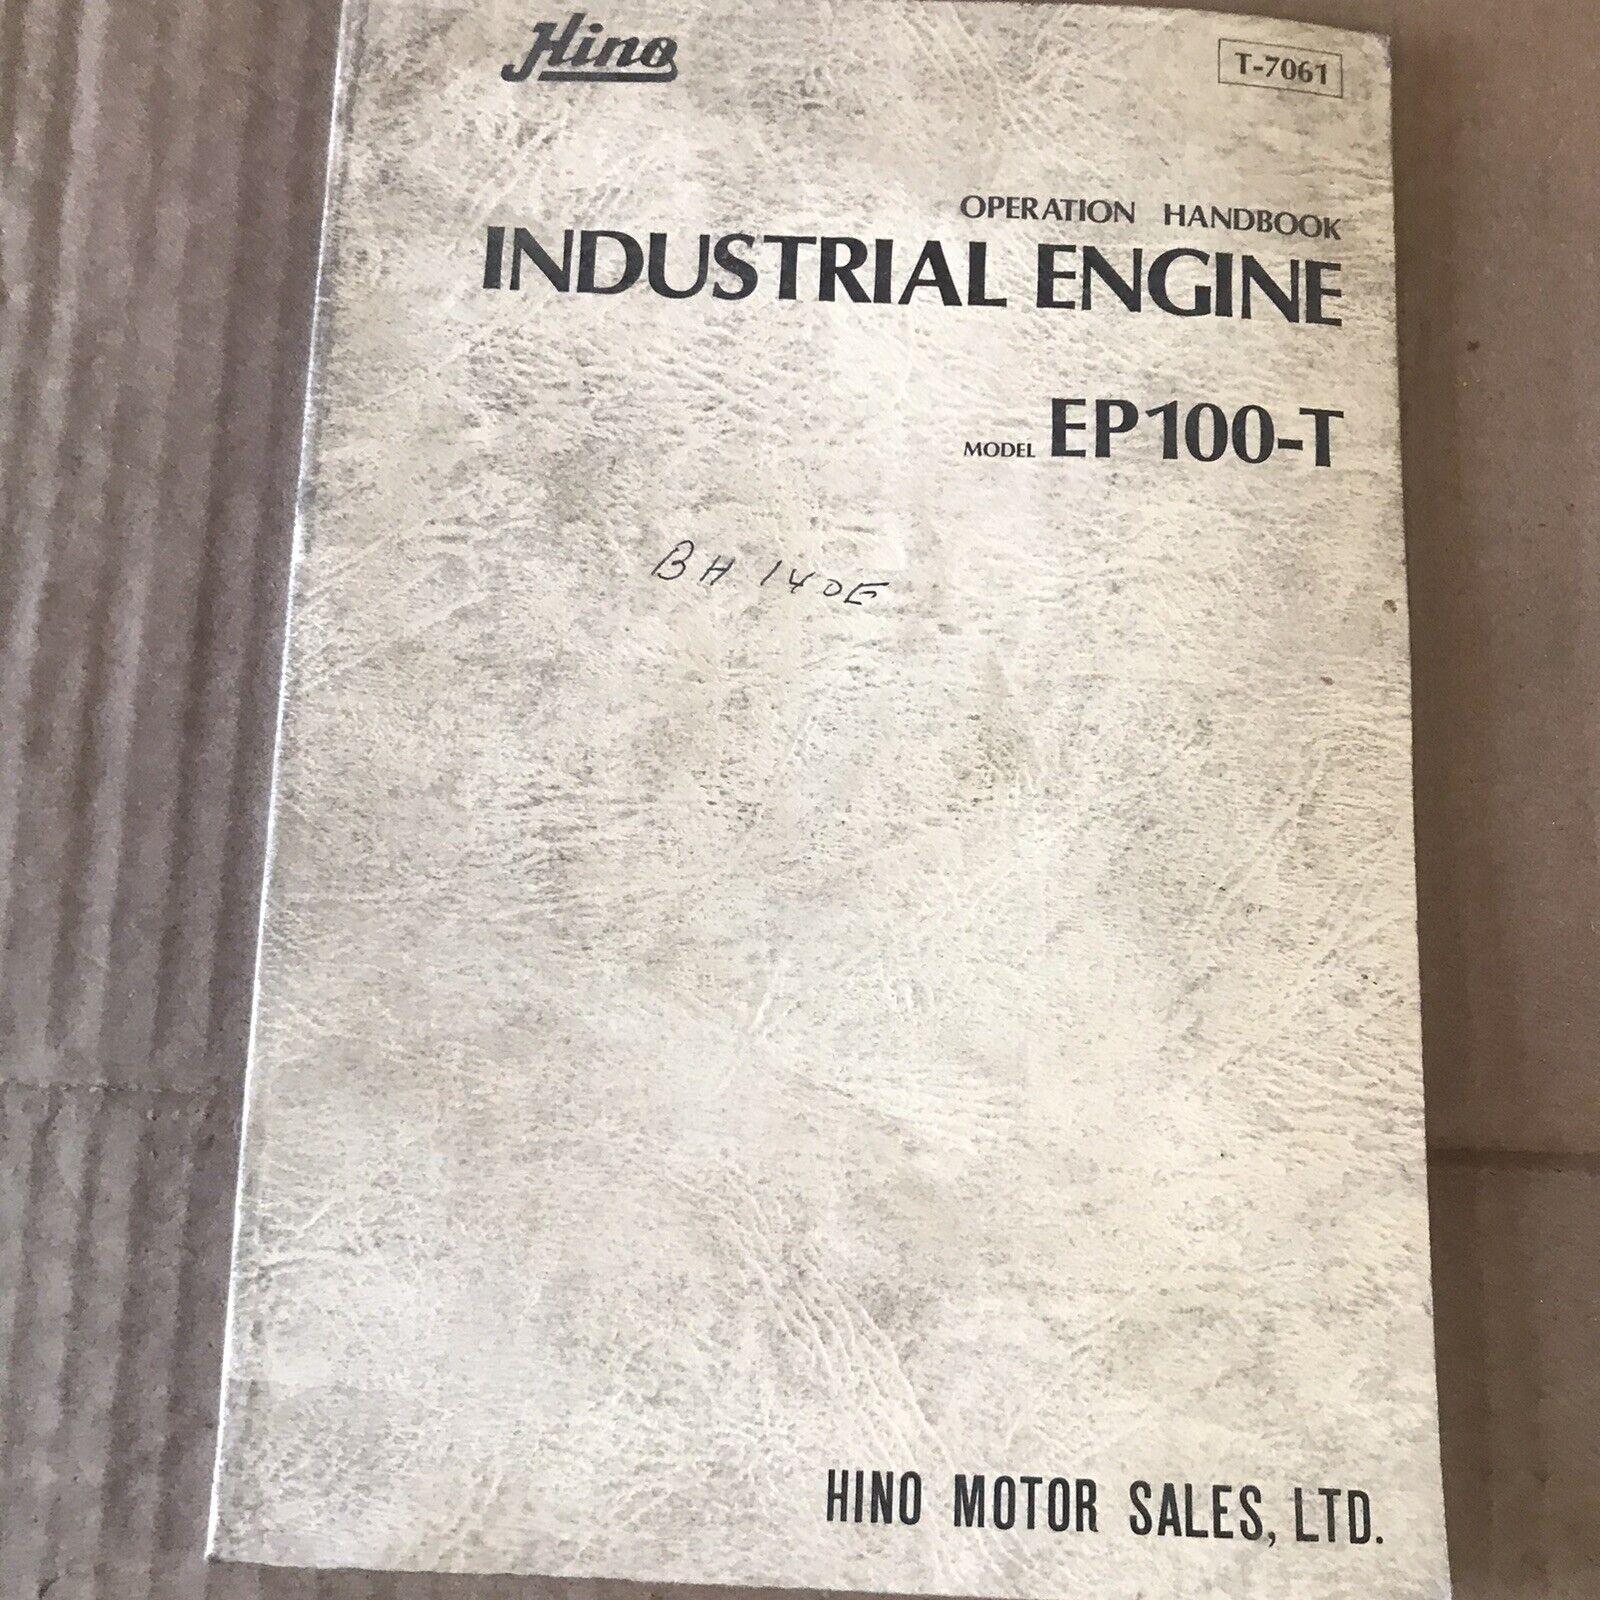 Hino
T-7061
OPERATION HANDBOOK
INDUSTRIAL ENGINE
MODEL EP100-T
BH 140E
HINO MOTOR SALES, LTD.